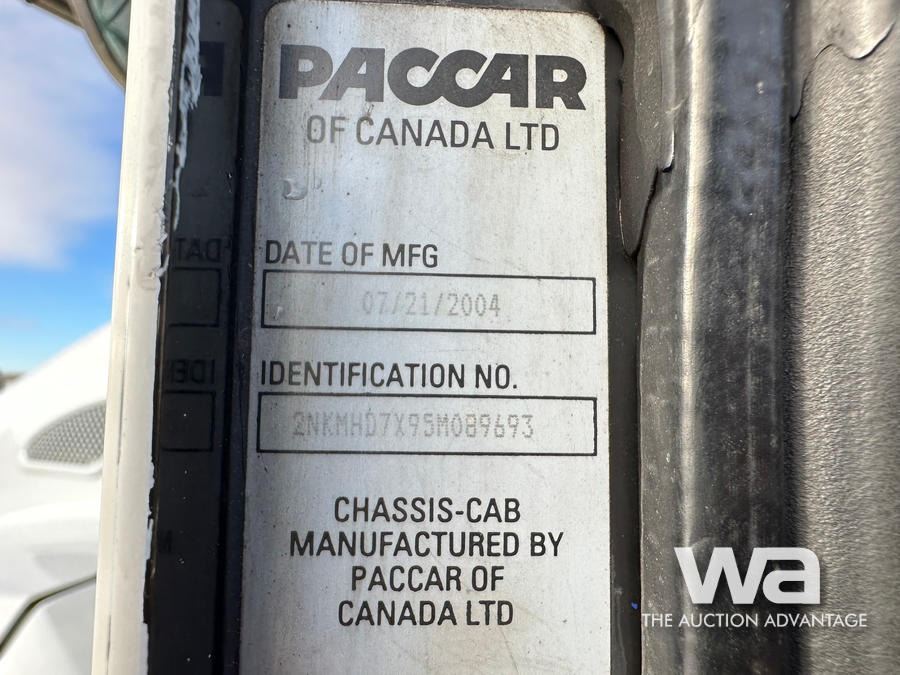 PACCAR
OF CANADA LTD
DATE OF MFG
07/21/2004
IDENTIFICATION NO.
2NKMHD7X95M089693
CHASSIS-CAB
MANUFACTURED BY
PACCAR OF
CANADA LTD
wa
THE AUCTION ADVANTAGE